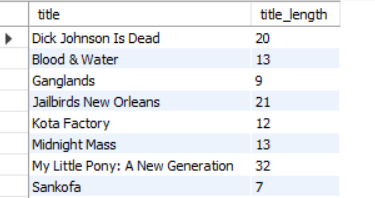 title title_length
Dick Johnson Is Dead 20
Blood & Water 13
Ganglands 9
Jailbirds New Orleans 21
Kota Factory 12
Midnight Mass 13
My Little Pony: A New Generation 32
Sankofa 7